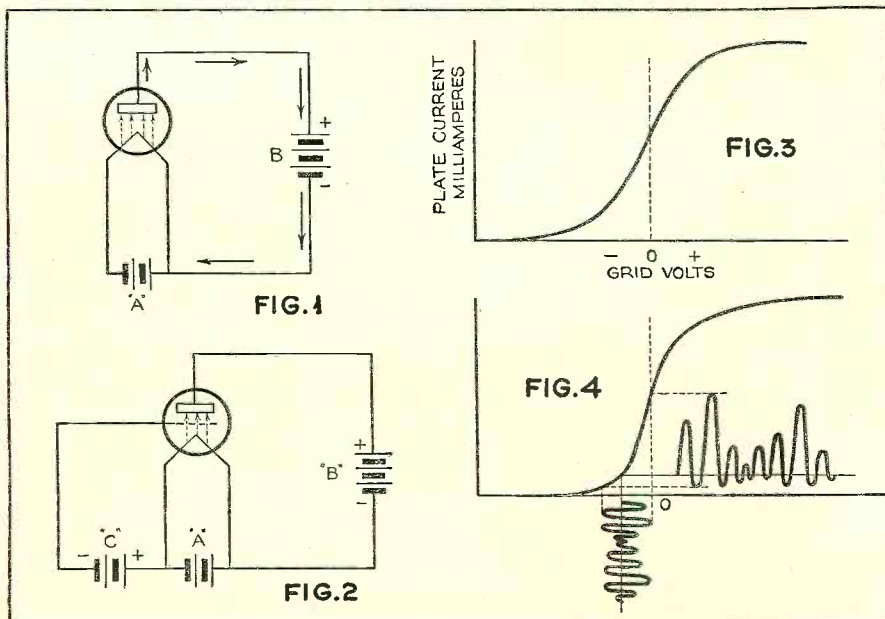 +
B
-
"A"
FIG.1
PLATE CURRENT
MILLIAMPERES
FIG.3
- 0 +
GRID VOLTS
+
"B"
-
"C"
- +
"A"
FIG.2
FIG.4
0